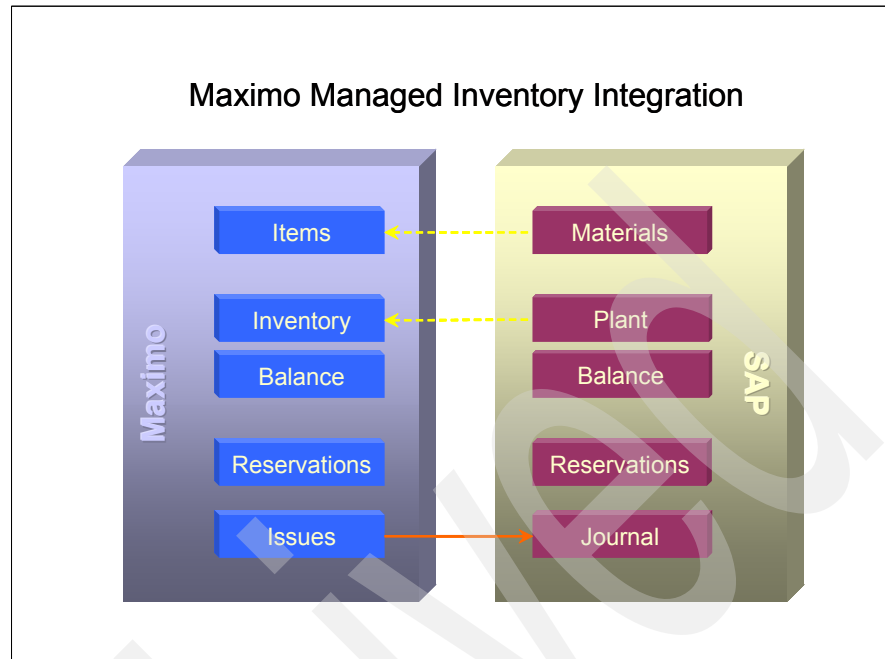 Maximo Managed Inventory Integration
Items
Materials
Inventory
Plant
Balance
Balance
Reservations
Reservations
Issues
Journal
Maximo
SAP